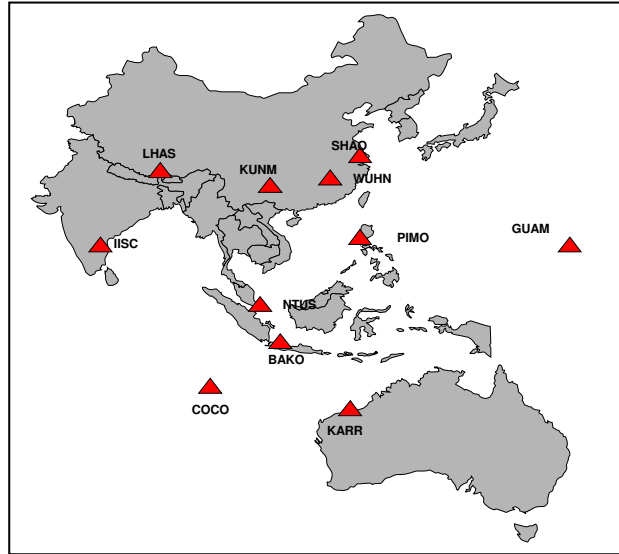 SHAO
LHAS
KUNM
WUHN
GUAM
PIMO
IISC
NTUS
BAKO
COCO
KARR